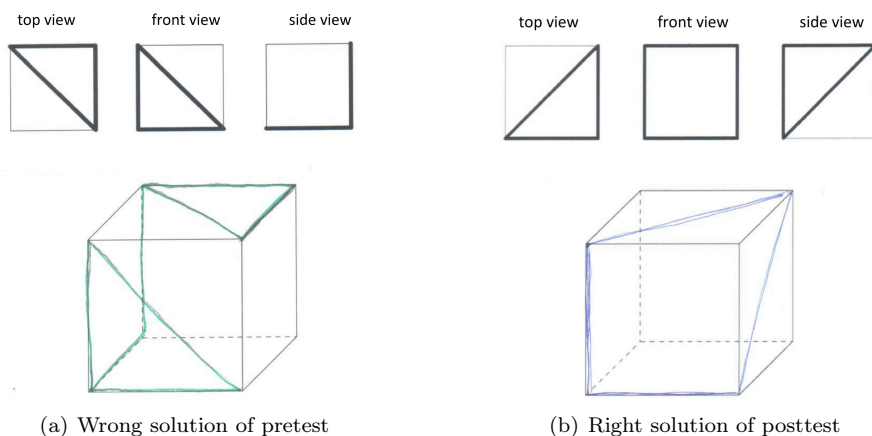 top view front view side view
top view front view side view
(a) Wrong solution of pretest
(b) Right solution of posttest